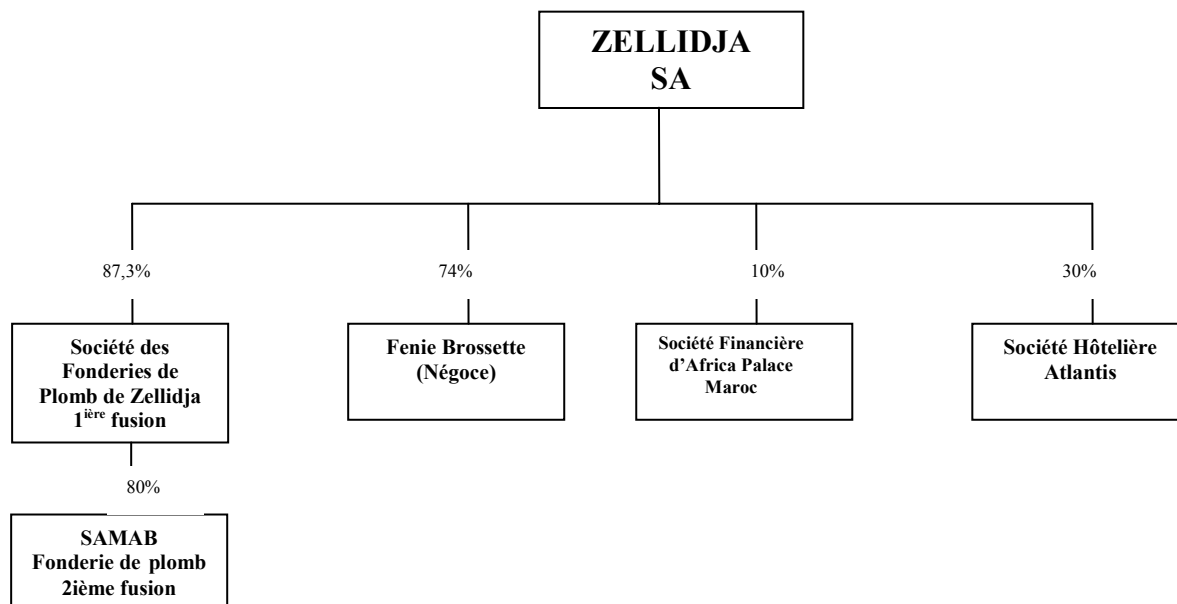 ZELLIDJA
SA
87,3%
74%
10%
30%
Société des
Fonderies de
Plomb de Zellidja
1ière fusion
Fenie Brossette
(Négoce)
Société Financière
d’Africa Palace
Maroc
Société Hôtelière
Atlantis
80%
SAMAB
Fonderie de plomb
2ième fusion